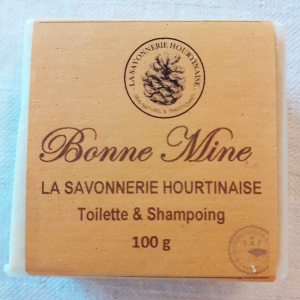 LA SAVONNERIE HOURTINAISE
Bonne Mine
LA SAVONNERIE HOURTINAISE
Toilette & Shampoing
100 g